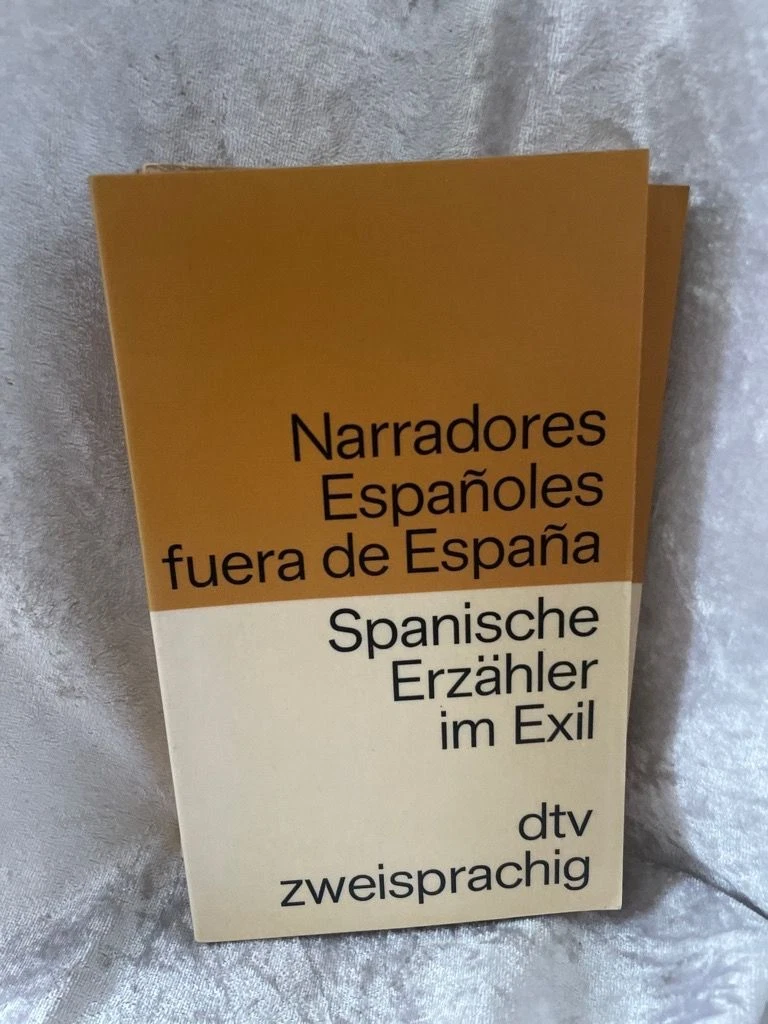 Narradores
Españoles
fuera de España
Spanische
Erzähler
im Exil
dtv
zweisprachig